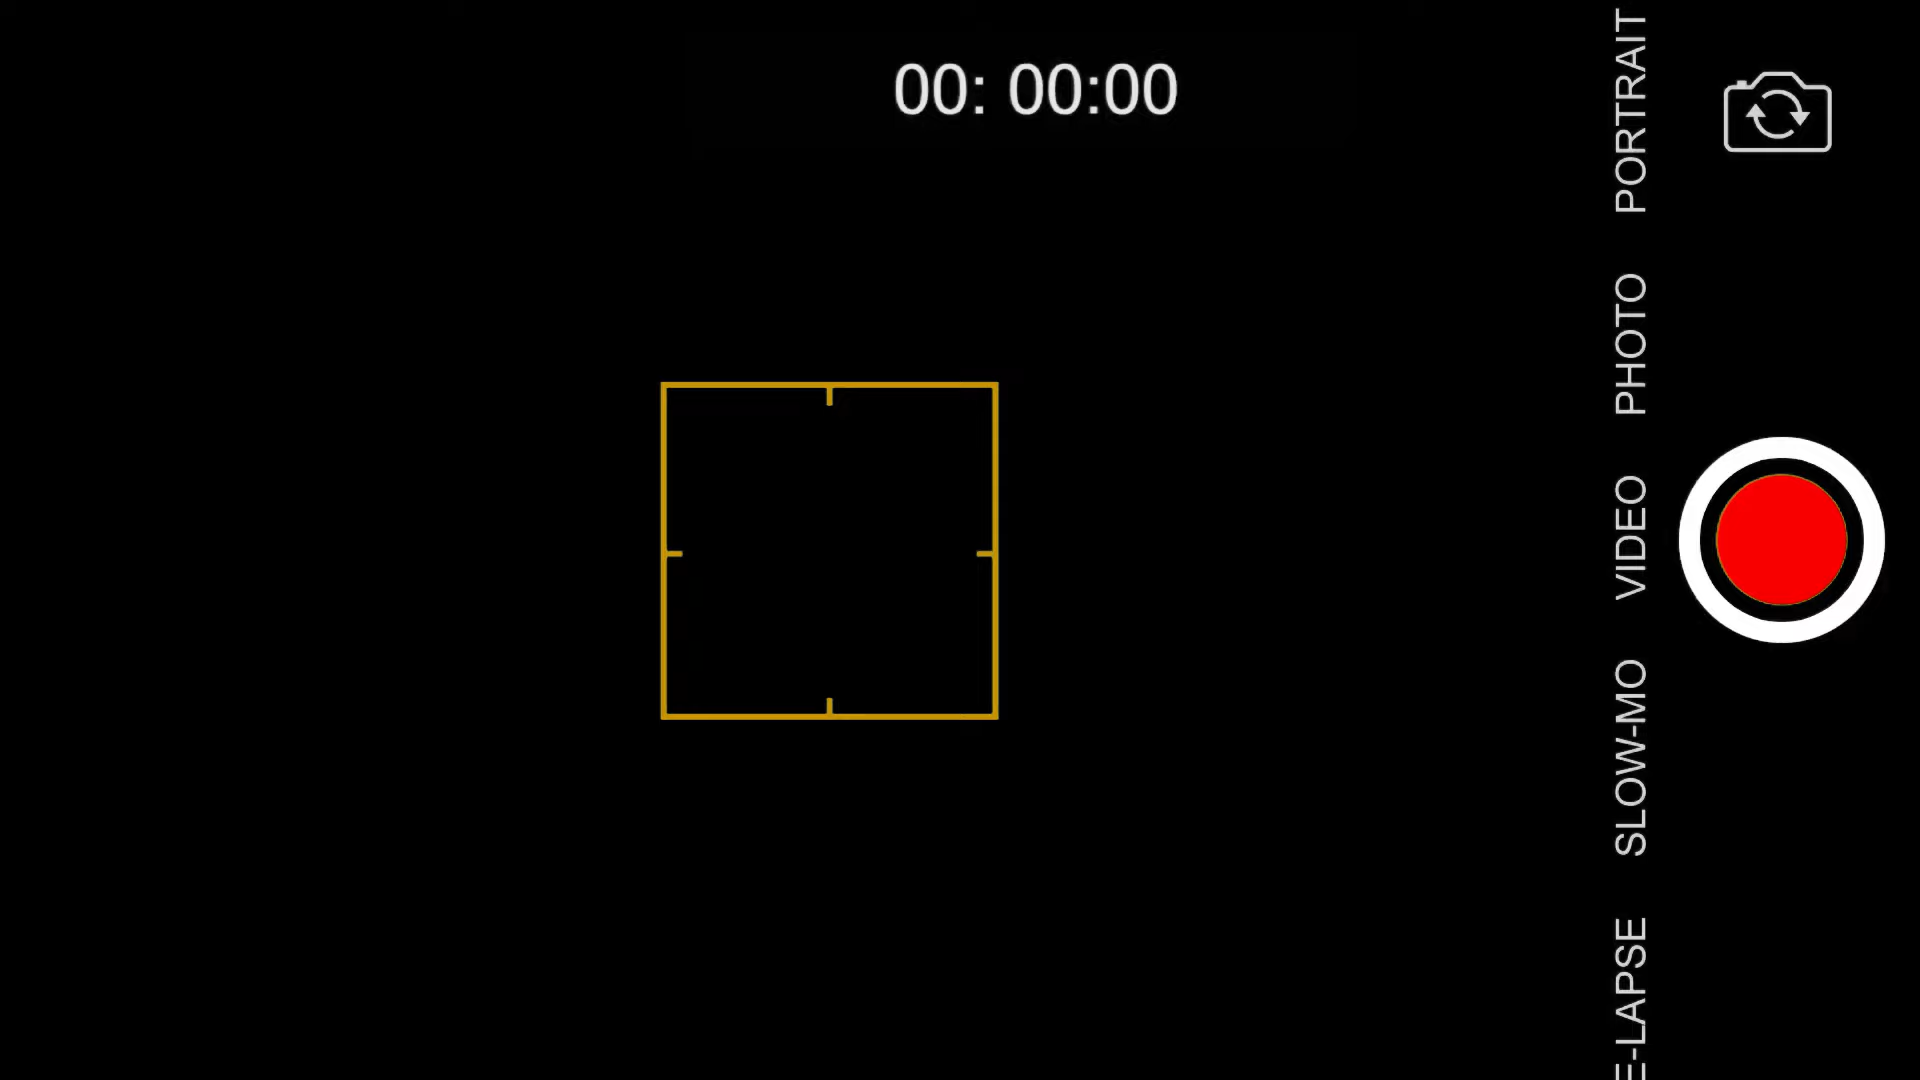 00: 00:00
PORTRAIT
PHOTO
VIDEO
SLOW-MO
E-LAPSE